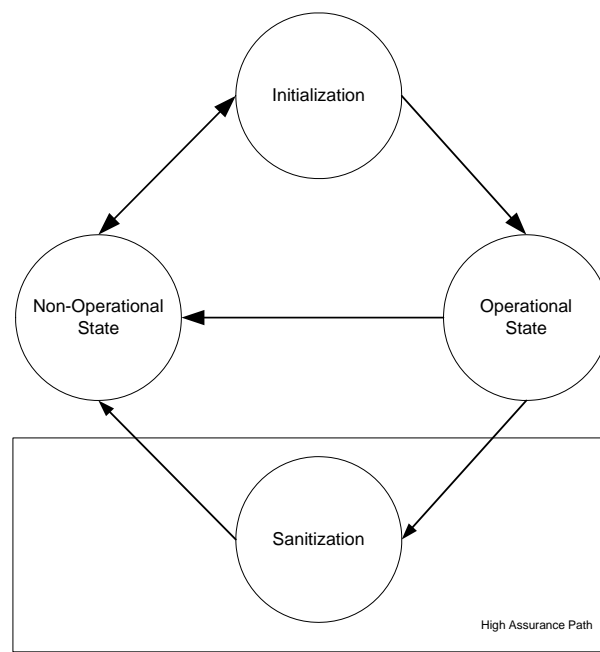 Initialization
Non-Operational
State
Operational
State
Sanitization
High Assurance Path